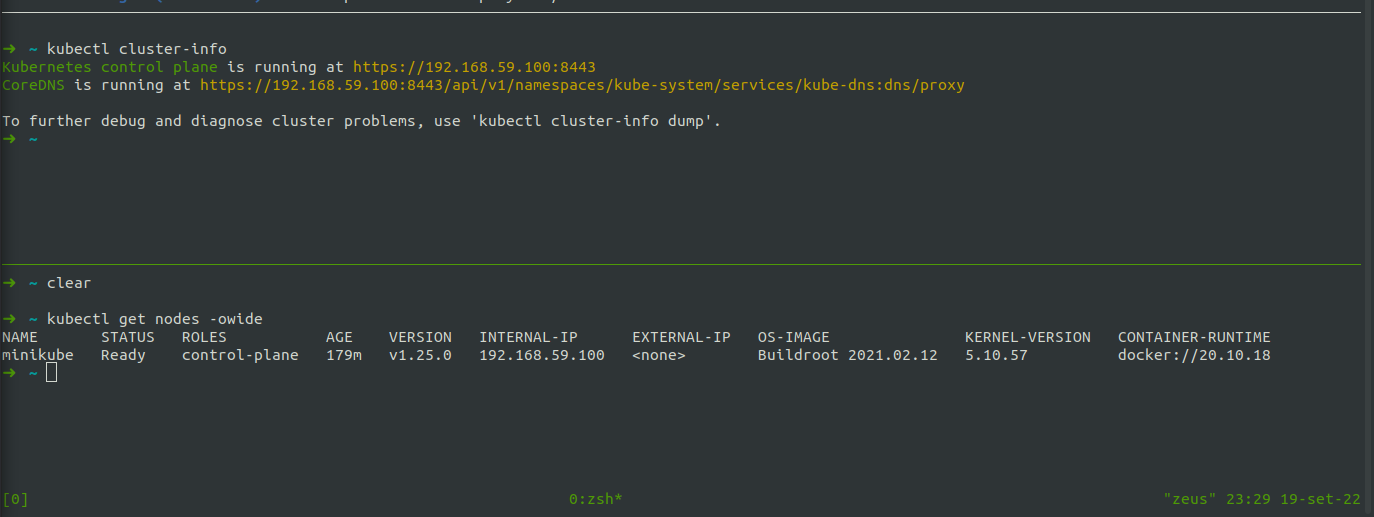 ➜ ~ kubectl cluster-info
Kubernetes control plane is running at https://192.168.59.100:8443
CoreDNS is running at https://192.168.59.100:8443/api/v1/namespaces/kube-system/services/kube-dns:dns/proxy
To further debug and diagnose cluster problems, use 'kubectl cluster-info dump'.
➜ ~
➜ ~ clear
➜ ~ kubectl get nodes -owide
NAME STATUS ROLES AGE VERSION INTERNAL-IP EXTERNAL-IP OS-IMAGE KERNEL-VERSION CONTAINER-RUNTIME
minikube Ready control-plane 179m v1.25.0 192.168.59.100 <none> Buildroot 2021.02.12 5.10.57 docker://20.10.18
➜ ~
[0] 0:zsh* "zeus" 23:29 19-set-22